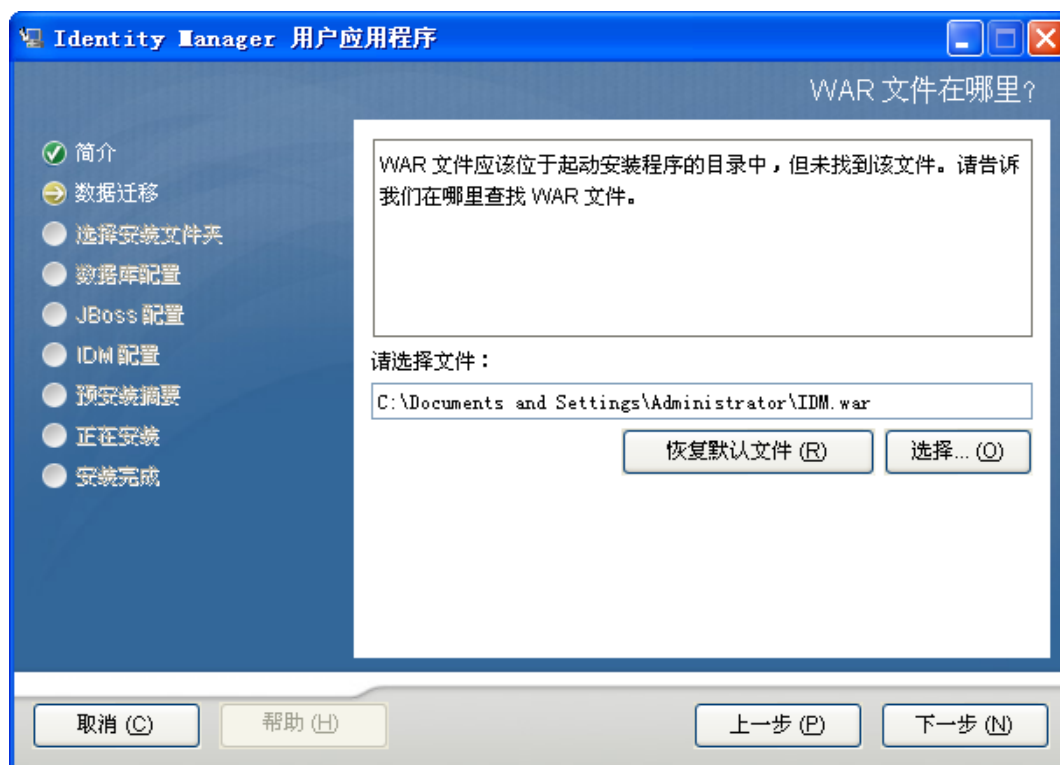 Identity Manager 用户应用程序
WAR 文件在哪里?
简介
数据迁移
选择安装文件夹
数据库配置
JBoss 配置
IDM 配置
预安装摘要
正在安装
安装完成
WAR 文件应该位于起动安装程序的目录中，但未找到该文件。请告诉
我们在哪里查找 WAR 文件。
请选择文件：
C:\Documents and Settings\Administrator\IDM.war
恢复默认文件 (R)
选择... (O)
取消 (C)
帮助 (H)
上一步 (P)
下一步 (N)